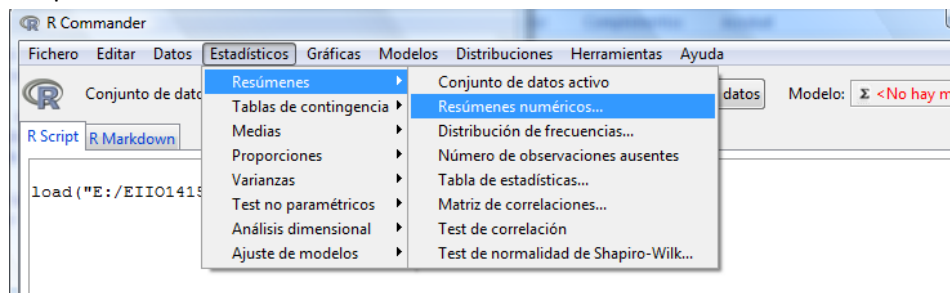 R Commander
Fichero Editar Datos Estadísticos Gráficas Modelos Distribuciones Herramientas Ayuda
Resúmenes
Tablas de contingencia
Medias
Proporciones
Varianzas
Test no paramétricos
Análisis dimensional
Ajuste de modelos
Conjunto de datos activo
Resúmenes numéricos...
Distribución de frecuencias...
Número de observaciones ausentes
Tabla de estadísticas...
Matriz de correlaciones...
Test de correlación
Test de normalidad de Shapiro-Wilk...
R Conjunto de dato
datos Modelo: Σ <No hay m
R Script R Markdown
load("E:/EIIO1415